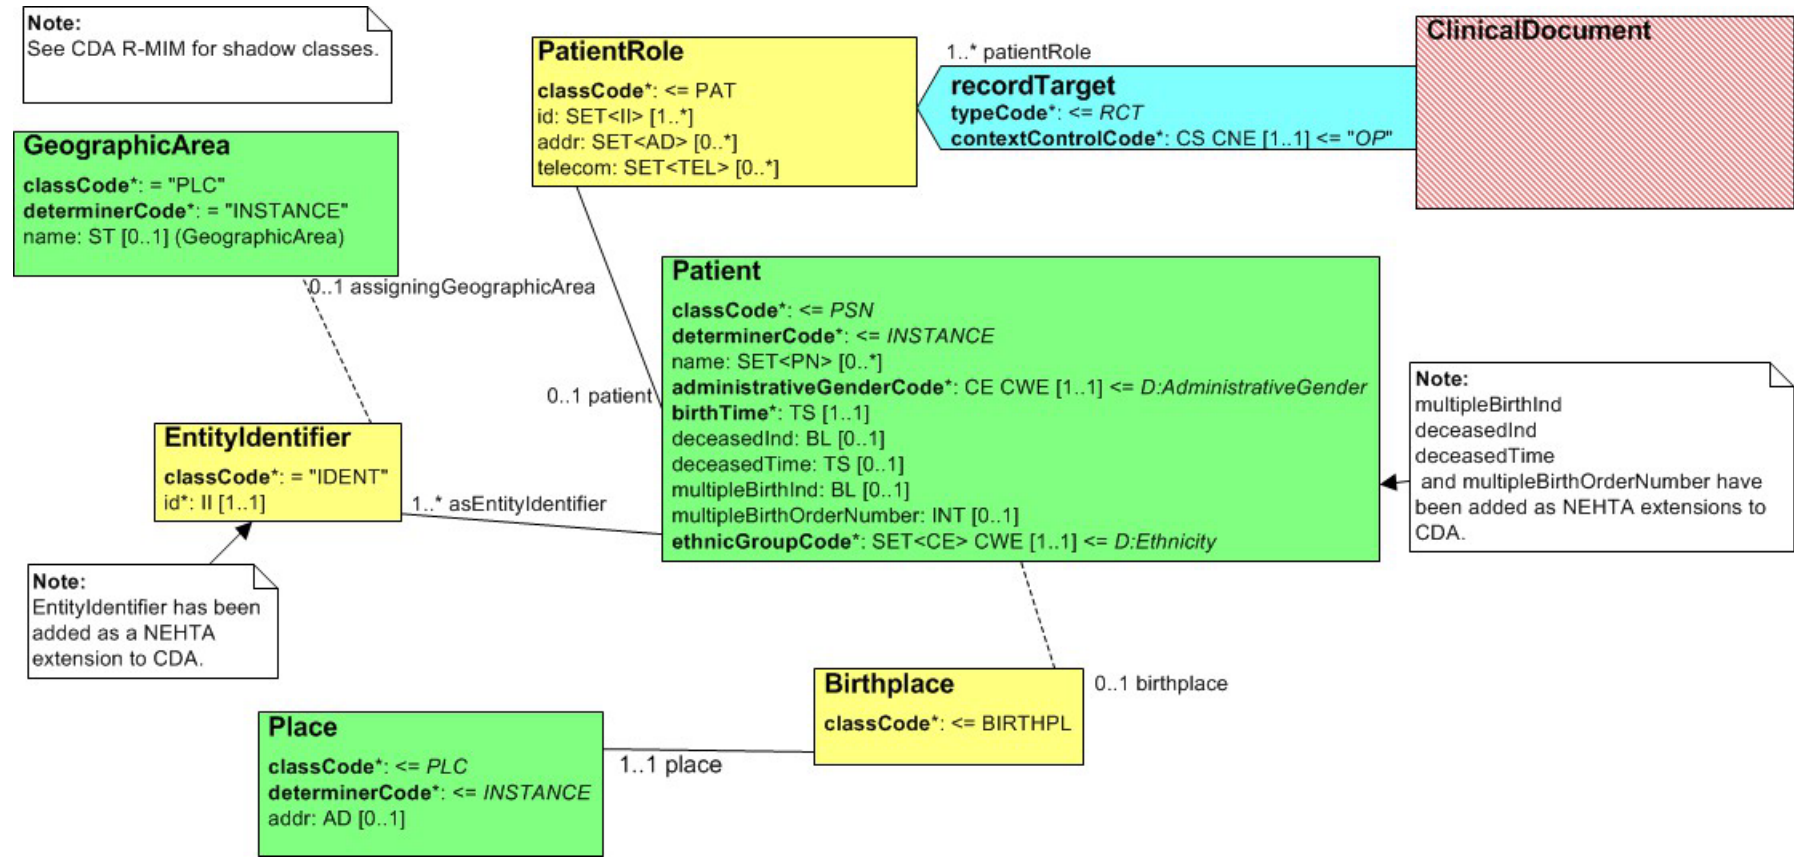 Note:
See CDA R-MIM for shadow classes.
PatientRole
classCode*: <= PAT
id: SET<II> [1..*]
addr: SET<AD> [0..*]
telecom: SET<TEL> [0..*]
1..* patientRole
recordTarget
typeCode*: <= RCT
contextControlCode*: CS CNE [1..1] <= "OP"
ClinicalDocument
GeographicArea
classCode*: = "PLC"
determinerCode*: = "INSTANCE"
name: ST [0..1] (GeographicArea)
0..1 assigningGeographicArea
0..1 patient
Patient
classCode*: <= PSN
determinerCode*: <= INSTANCE
name: SET<PN> [0..*]
administrativeGenderCode*: CE CWE [1..1] <= D:AdministrativeGender
birthTime*: TS [1..1]
deceasedInd: BL [0..1]
deceasedTime: TS [0..1]
multipleBirthInd: BL [0..1]
multipleBirthOrderNumber: INT [0..1]
ethnicGroupCode*: SET<CE> CWE [1..1] <= D:Ethnicity
Note:
multipleBirthInd
deceasedInd
deceasedTime
and multipleBirthOrderNumber have
been added as NEHTA extensions to
CDA.
EntityIdentifier
classCode*: = "IDENT"
id*: II [1..1]
1..* asEntityIdentifier
Note:
EntityIdentifier has been
added as a NEHTA
extension to CDA.
Birthplace
classCode*: <= BIRTHPL
0..1 birthplace
Place
classCode*: <= PLC
determinerCode*: <= INSTANCE
addr: AD [0..1]
1..1 place